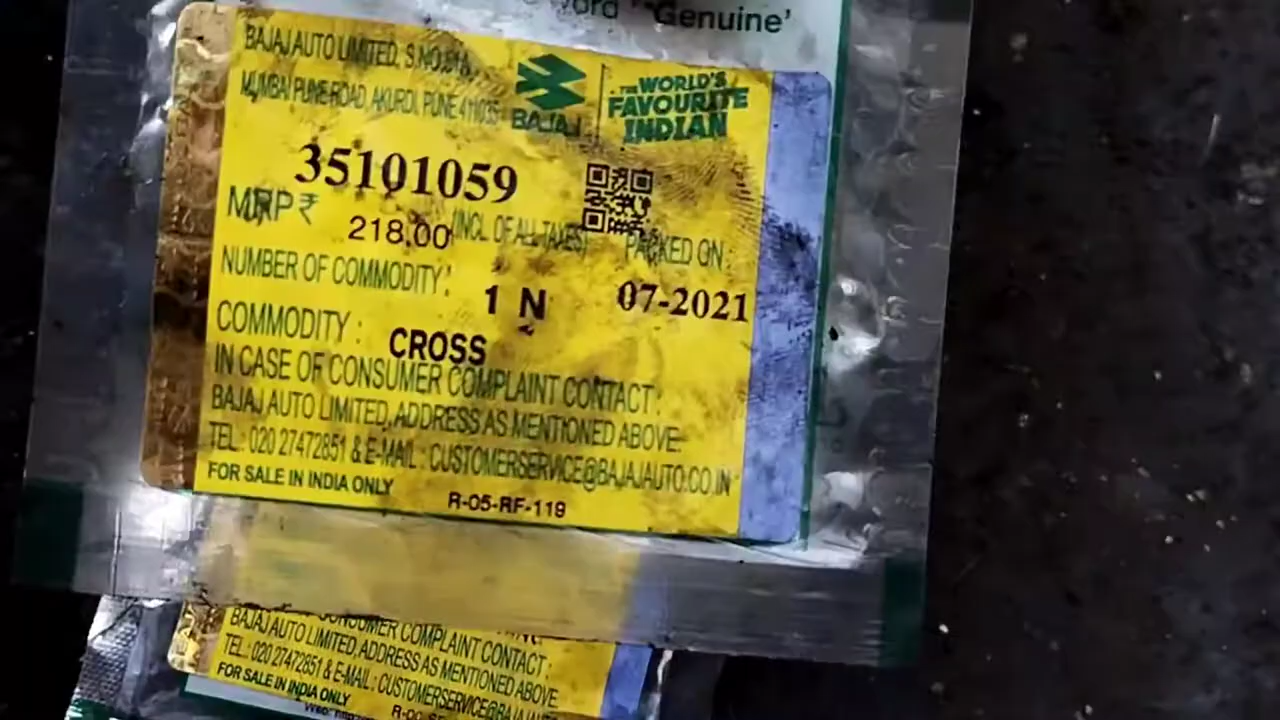 "Genuine'
BAJAJ AUTO LIMITED, S.NO.
MUMBAI PUNE ROAD, AKURDI, PUNE 411035
BAJAJ
THE WORLD'S
FAVOURITE
INDIAN
35101059
MRP ₹ 218.00 (INCL. OF ALL TAXES)
PACKED ON :
NUMBER OF COMMODITY : 1 N
07-2021
COMMODITY : CROSS
IN CASE OF CONSUMER COMPLAINT CONTACT :
BAJAJ AUTO LIMITED, ADDRESS AS MENTIONED ABOVE.
TEL : 020 27472851 & E-MAIL : CUSTOMERSERVICE@BAJAJAUTO.CO.IN
FOR SALE IN INDIA ONLY
R-05-RF-119
CONSUMER COMPLAINT CONTACT :
BAJAJ AUTO LIMITED, ADDRESS AS MENTIONED ABOVE.
TEL : 020 27472851 & E-MAIL : CUSTOMERSERVICE@BAJAJAUTO
FOR SALE IN INDIA ONLY